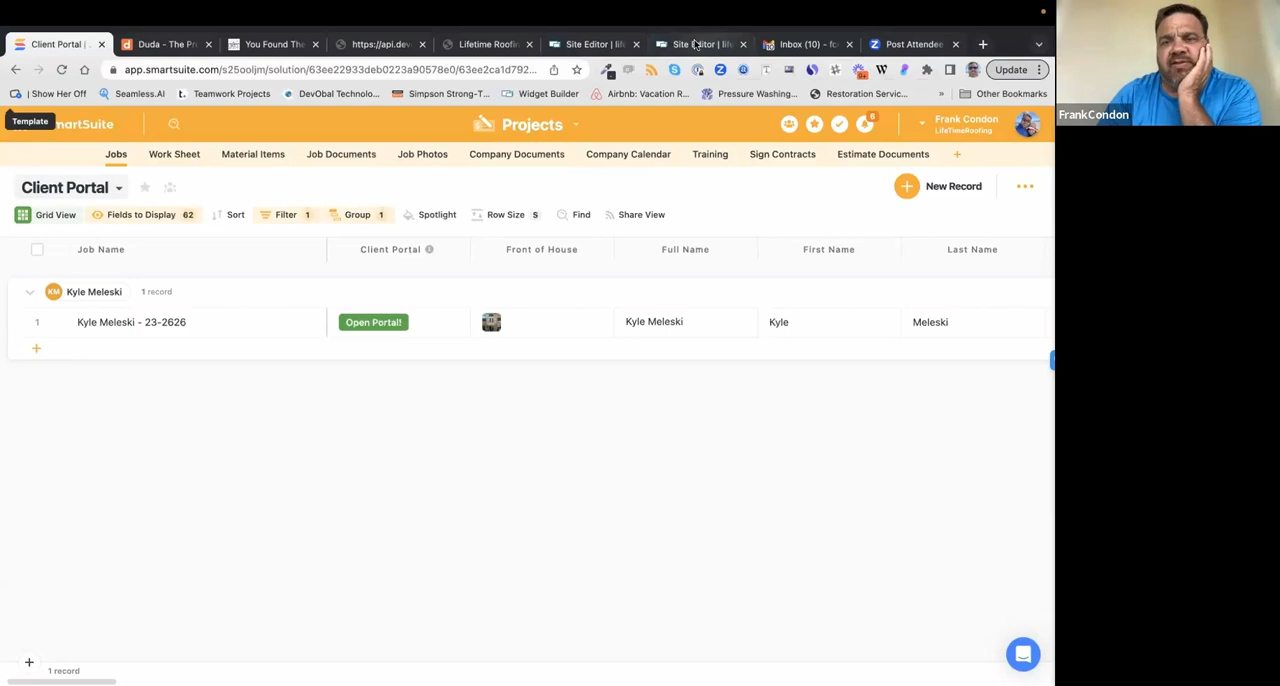 Client Portal | .
Duda - The Pr
You Found The
https://api.dev
Lifetime Roofin
Site Editor | life
Site Editor | life
Inbox (10) - fc
Post Attendee
app.smartsuite.com/s25ooljm/solution/63ee22933deb0223a90578e0/63ee2cca1d792...
9+
Update
| Show Her Off
Seamless.AI
Teamwork Projects
DevObal Technolo...
Simpson Strong-T...
Widget Builder
Airbnb: Vacation R...
Pressure Washing...
Restoration Servic...
»
Other Bookmarks
FrankCondon
Template
martSuite
Projects
6
Frank Condon
LifeTimeRoofing
Jobs
Work Sheet
Material Items
Job Documents
Job Photos
Company Documents
Company Calendar
Training
Sign Contracts
Estimate Documents
Client Portal
New Record
Grid View
Fields to Display 62
Sort
Filter 1
Group 1
Spotlight
Row Size S
Find
Share View
Job Name
Client Portal
Front of House
Full Name
First Name
Last Name
KM Kyle Meleski 1 record
1 Kyle Meleski - 23-2626 Open Portal! Kyle Meleski Kyle Meleski
1 record